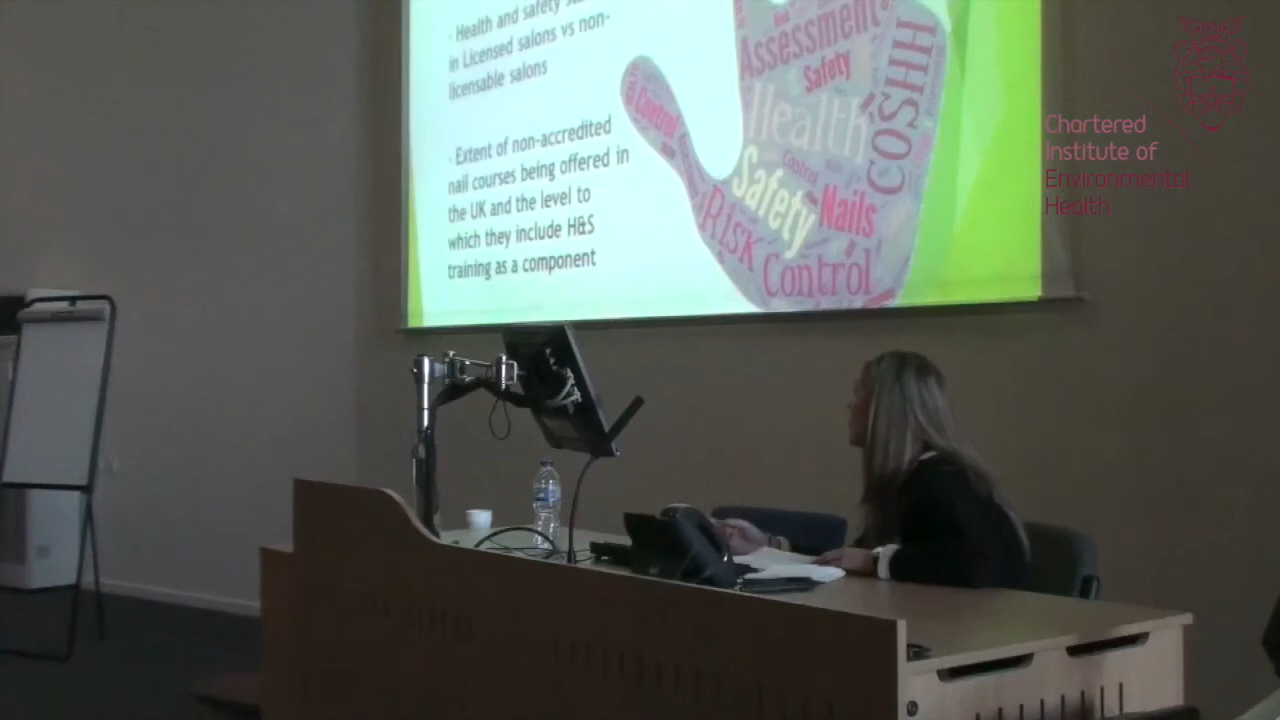 - Health and safety
in Licensed salons vs non-
licensable salons
- Extent of non-accredited
nail courses being offered in
the UK and the level to
which they include H&S
training as a component
Assessment
Safety
Health
COSHH
Control
Control
Safety
Nails
Risk
Control
Chartered
Institute of
Environmental
Health